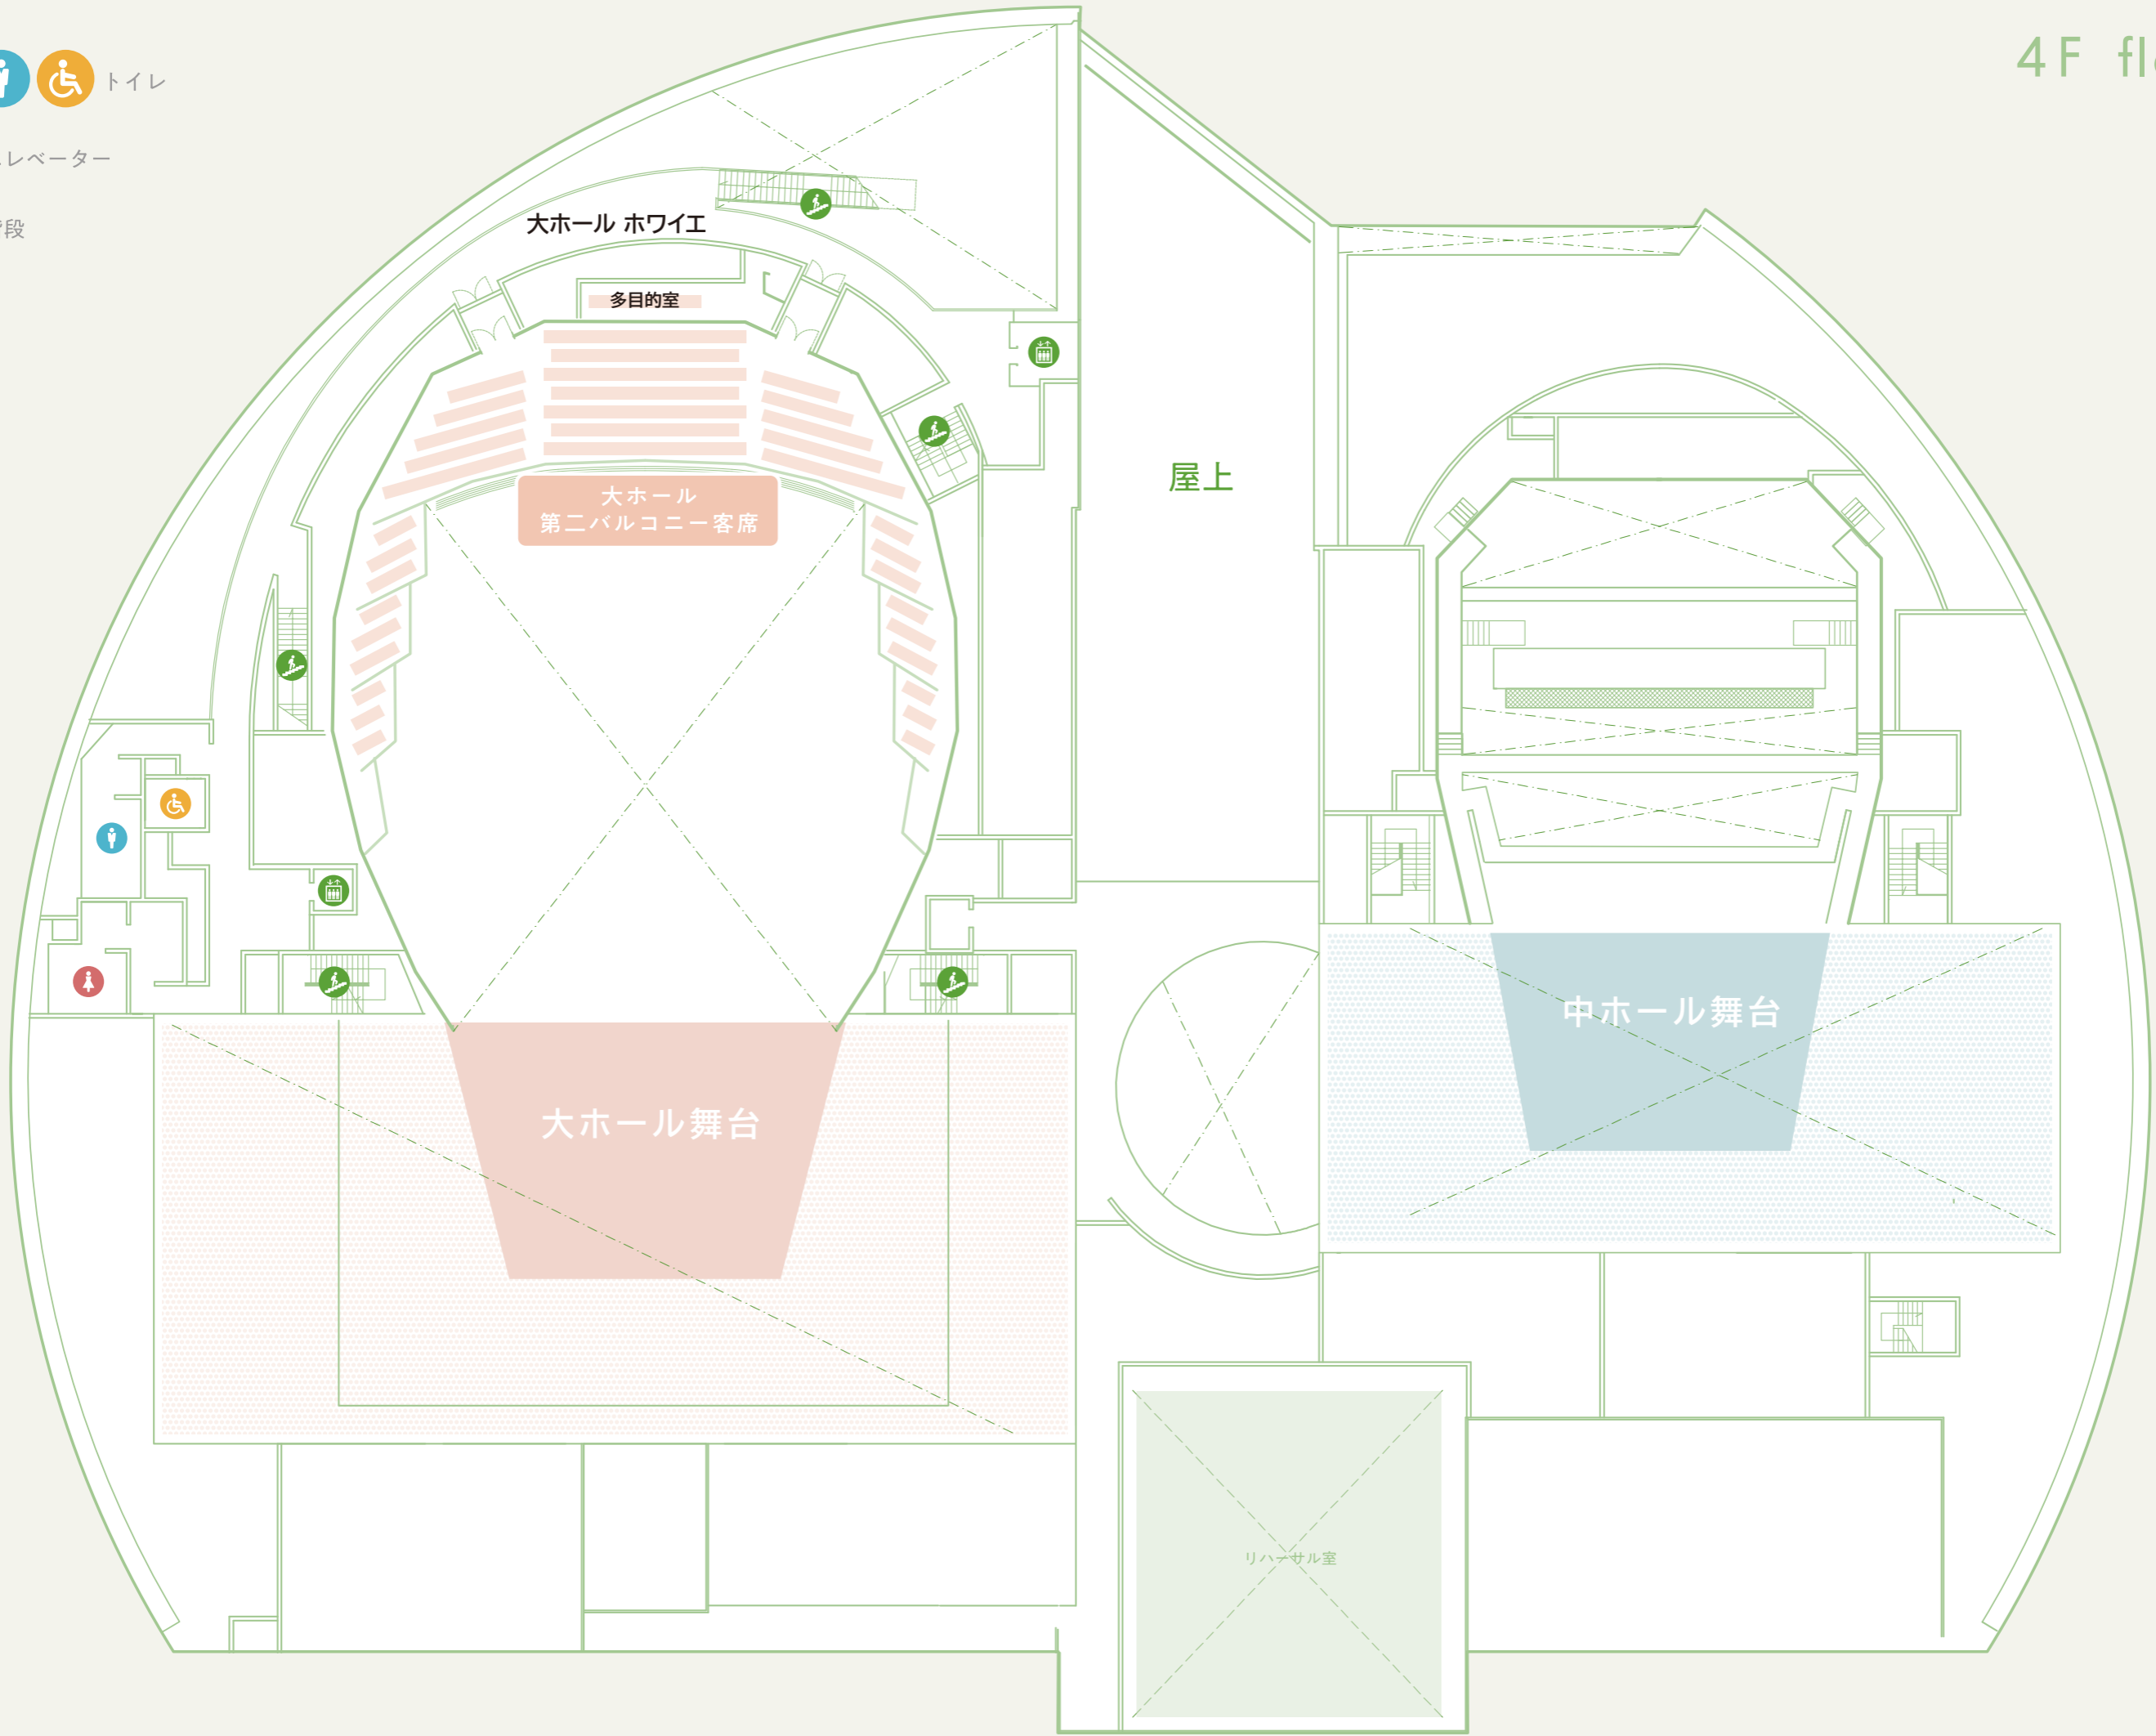 トイレ
4F fl
レベーター
段
大ホール ホワイエ
多目的室
屋上
大ホール
第二バルコニー客席
中ホール舞台
大ホール舞台
リハーサル室